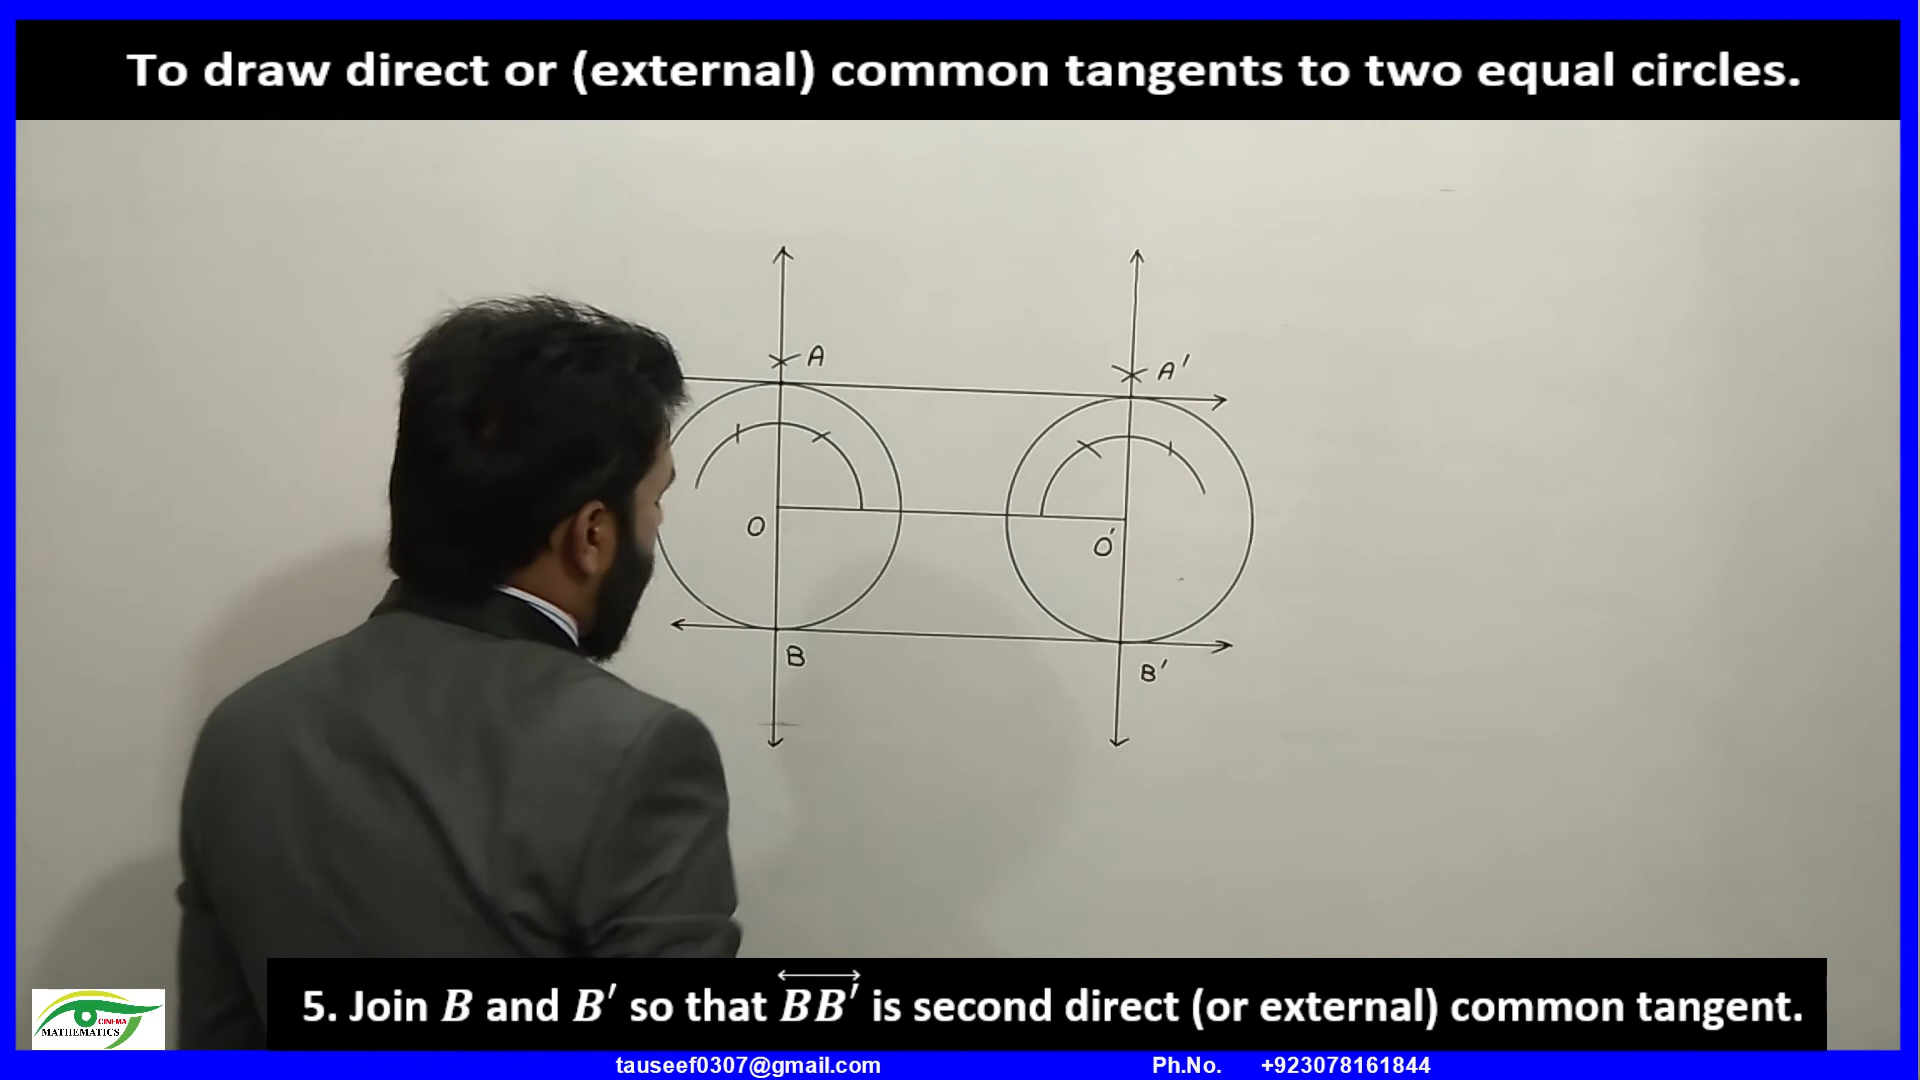 To draw direct or (external) common tangents to two equal circles.
A
A'
O
O'
B
B'
5. Join B and B' so that BB' is second direct (or external) common tangent.
CINEMA
MATHEMATICS
tauseef0307@gmail.com Ph.No. +923078161844